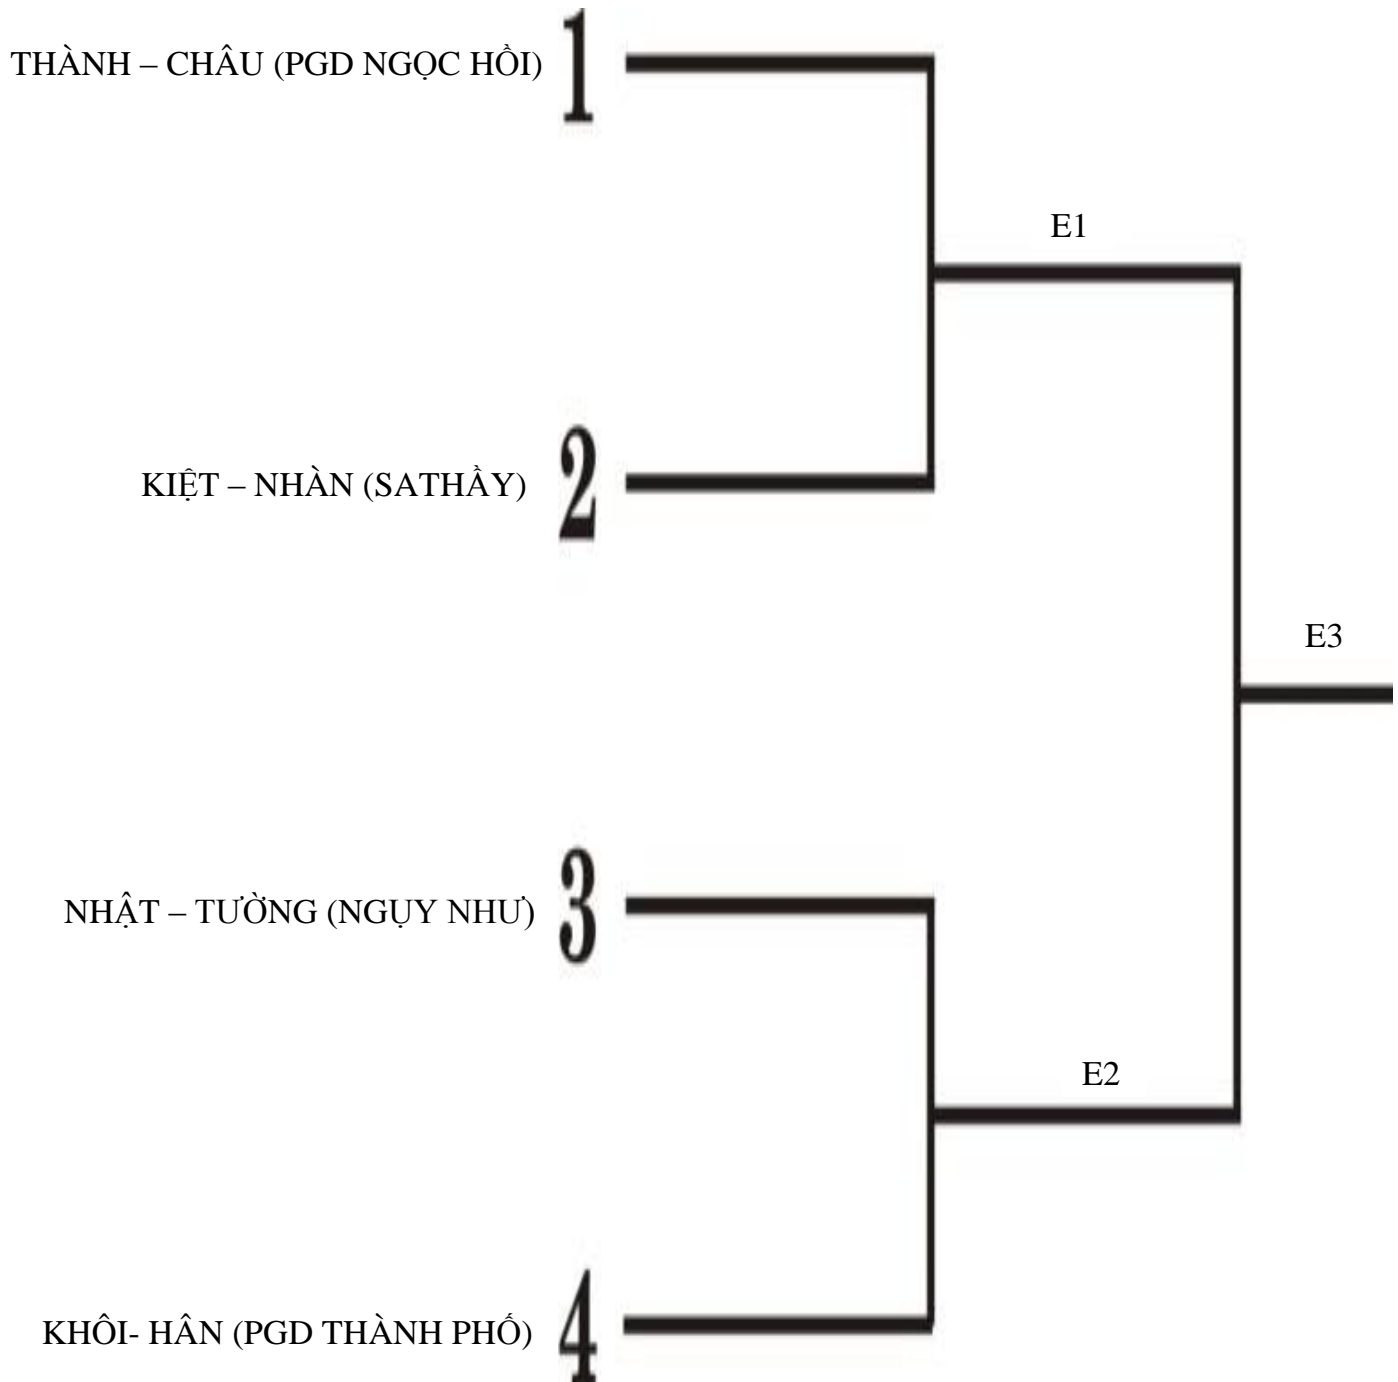 THÀNH – CHÂU (PGD NGỌC HỒI) 1
E1
KIỆT – NHÀN (SATHẦY) 2
E3
NHẬT – TƯỜNG (NGỤY NHƯ) 3
E2
KHÔI- HÂN (PGD THÀNH PHỐ) 4